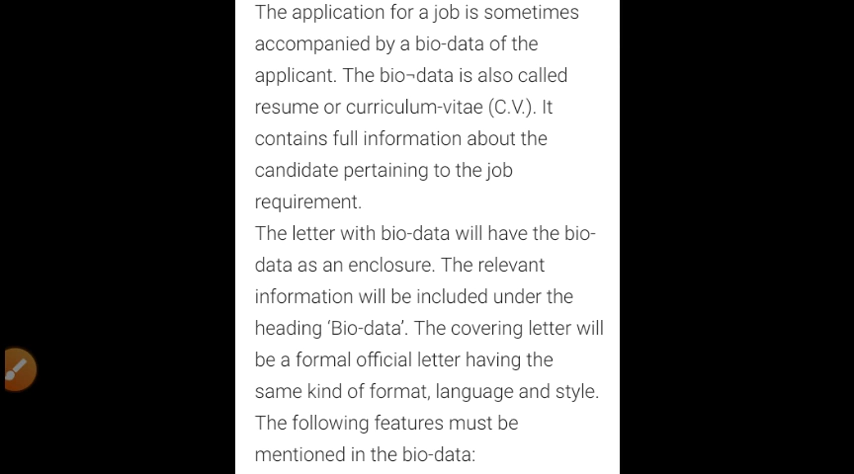 The application for a job is sometimes
accompanied by a bio-data of the
applicant. The bio¬data is also called
resume or curriculum-vitae (C.V.). It
contains full information about the
candidate pertaining to the job
requirement.
The letter with bio-data will have the bio-
data as an enclosure. The relevant
information will be included under the
heading ‘Bio-data’. The covering letter will
be a formal official letter having the
same kind of format, language and style.
The following features must be
mentioned in the bio-data: